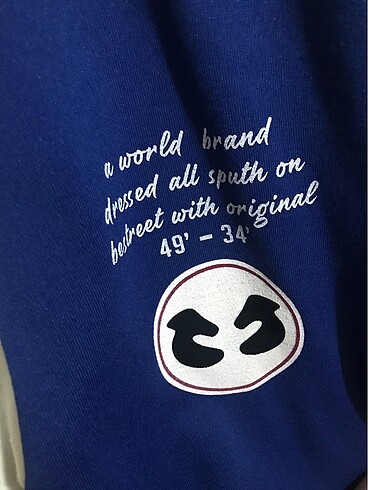 a world brand
dressed all sputh on
bestreet with original
49' - 34'